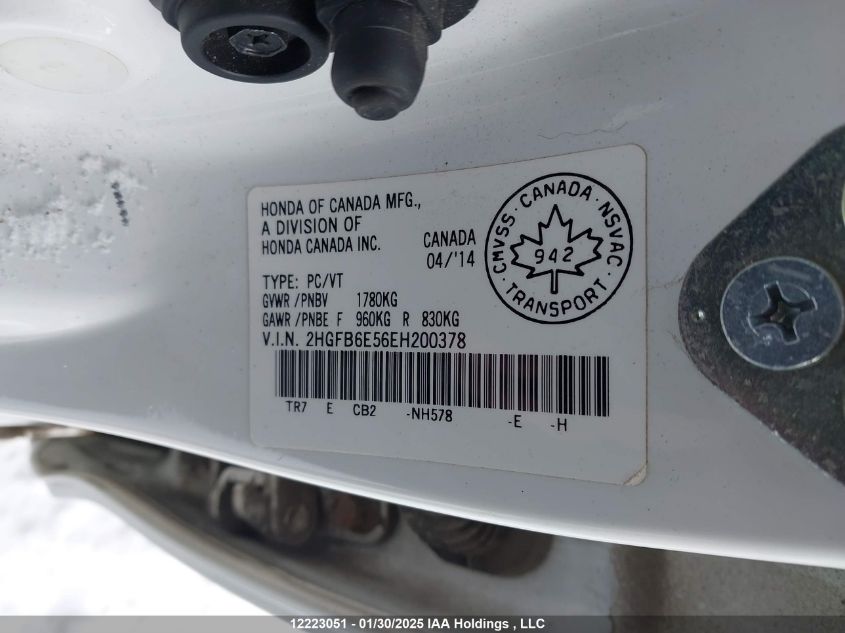 HONDA OF CANADA MFG.,
A DIVISION OF
HONDA CANADA INC.
CANADA
04/'14
TYPE: PC/VT
GVWR /PNBV 1780KG
GAWR /PNBE F 960KG R 830KG
V.I.N. 2HGFB6E56EH200378
TR7 E CB2 -NH578 -E -H
CMVSS · CANADA · NSVAC
942
· TRANSPORT ·
12223051 - 01/30/2025 IAA Holdings , LLC